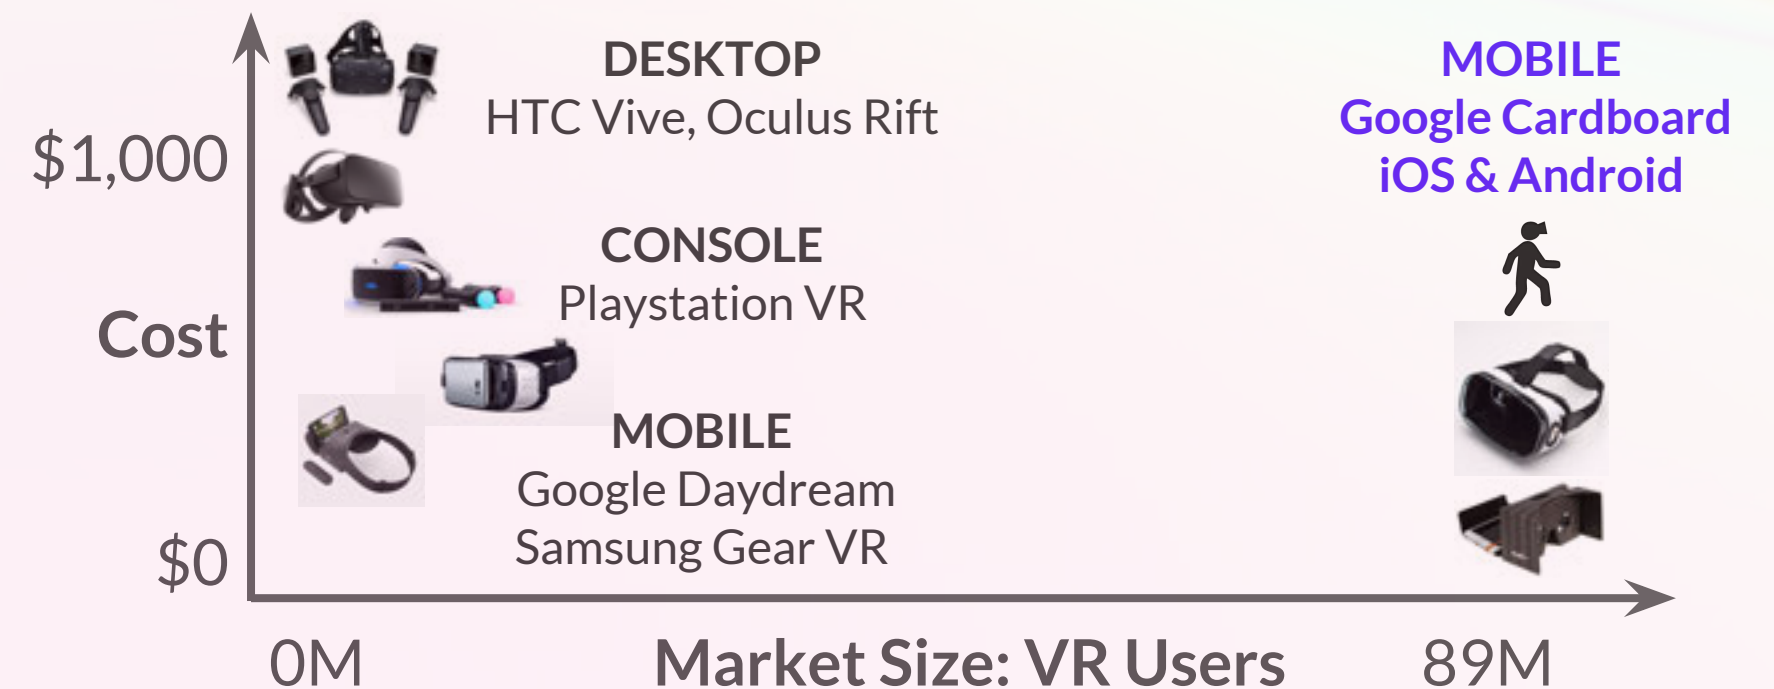 DESKTOP
HTC Vive, Oculus Rift
MOBILE
Google Cardboard
iOS & Android
$1,000
CONSOLE
Playstation VR
Cost
MOBILE
Google Daydream
Samsung Gear VR
$0
0M
Market Size: VR Users
89M